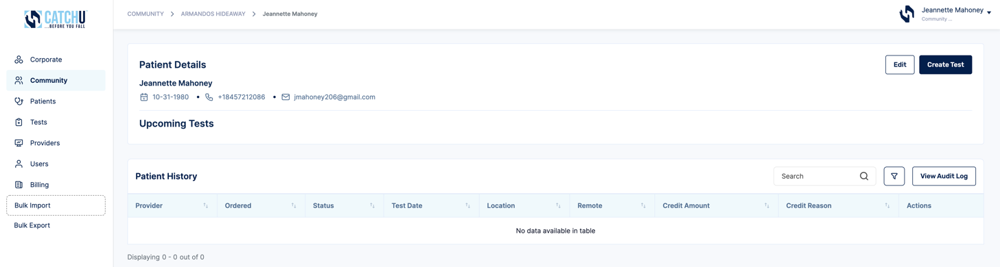 CATCHU
...BEFORE YOU FALL
COMMUNITY > ARMANDOS HIDEAWAY > Jeannette Mahoney
Jeannette Mahoney
Community ...
Corporate
Community
Patients
Tests
Providers
Users
Billing
Bulk Import
Bulk Export
Patient Details
Edit
Create Test
Jeannette Mahoney
10-31-1980 • +18457212086 • jmahoney206@gmail.com
Upcoming Tests
Patient History
Search
View Audit Log
Provider Ordered Status Test Date Location Remote Credit Amount Credit Reason Actions
No data available in table
Displaying 0 - 0 out of 0